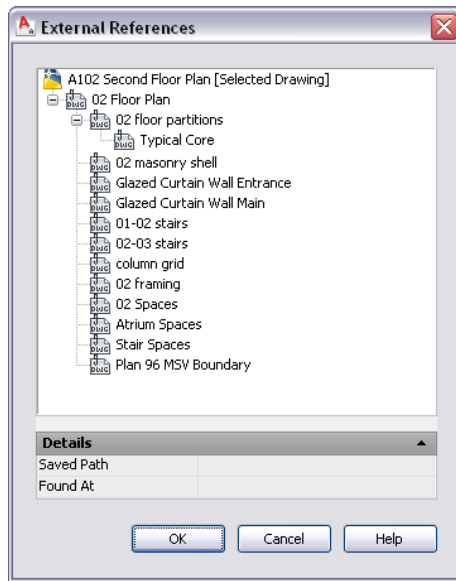 External References
A102 Second Floor Plan [Selected Drawing]
02 Floor Plan
02 floor partitions
Typical Core
02 masonry shell
Glazed Curtain Wall Entrance
Glazed Curtain Wall Main
01-02 stairs
02-03 stairs
column grid
02 framing
02 Spaces
Atrium Spaces
Stair Spaces
Plan 96 MSV Boundary
Details
Saved Path
Found At
OK Cancel Help